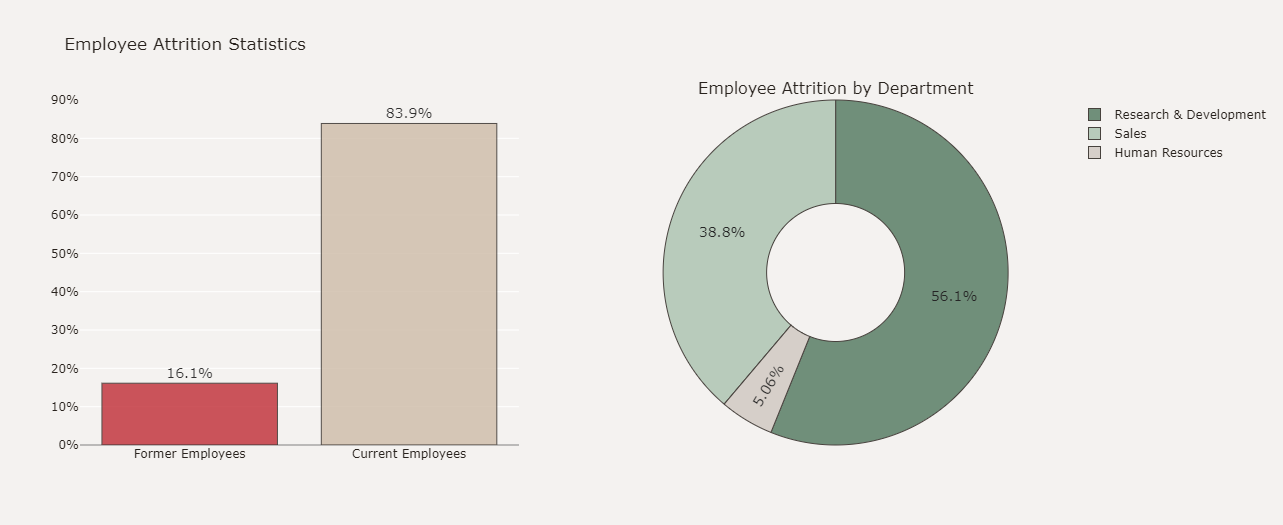 Employee Attrition Statistics
90%
80%
70%
60%
50%
40%
30%
20%
10%
0%
16.1%
83.9%
Former Employees
Current Employees
Employee Attrition by Department
38.8%
56.1%
5.06%
Research & Development
Sales
Human Resources